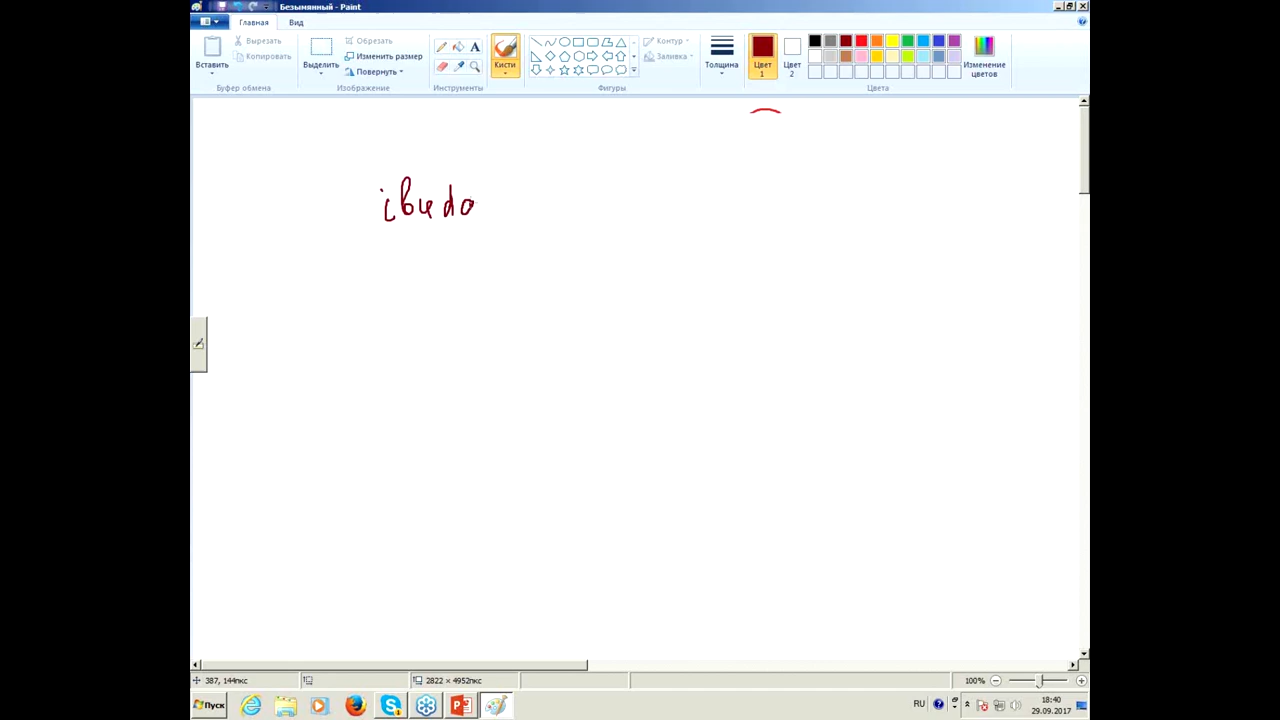 Безымянный - Paint
Главная Вид
Вставить
Вырезать
Копировать
Буфер обмена
Выделить
Обрезать
Изменить размер
Повернуть
Изображение
A
Инструменты
Кисти
Контур
Заливка
Фигуры
Толщина
Цвет 1
Цвет 2
Изменение цветов
Цвета
387, 144пкс
2822 × 4952пкс
100%
Пуск
RU
18:40
29.09.2017